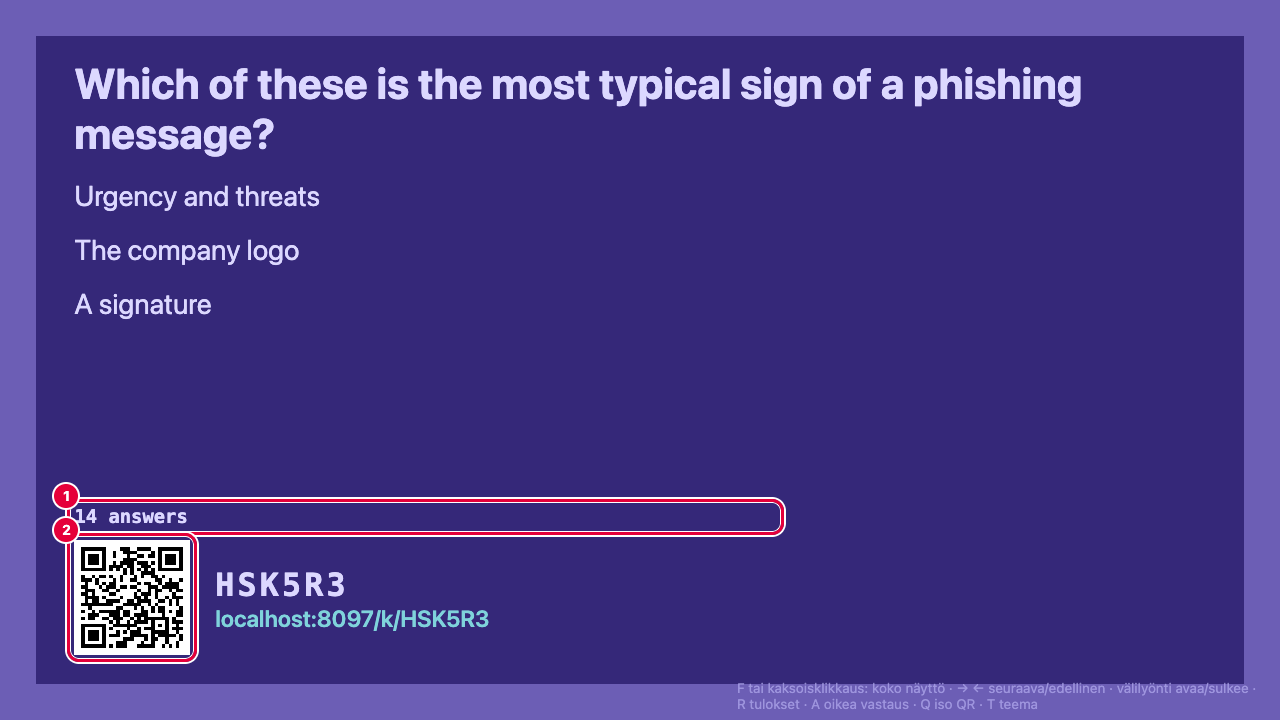 Which of these is the most typical sign of a phishing
message?
Urgency and threats
The company logo
A signature
1
14 answers
2
HSK5R3
localhost:8097/k/HSK5R3
F tai kaksoisklikkaus: koko näyttö · → ← seuraava/edellinen · välilyönti avaa/sulkee ·
R tulokset · A oikea vastaus · Q iso QR · T teema